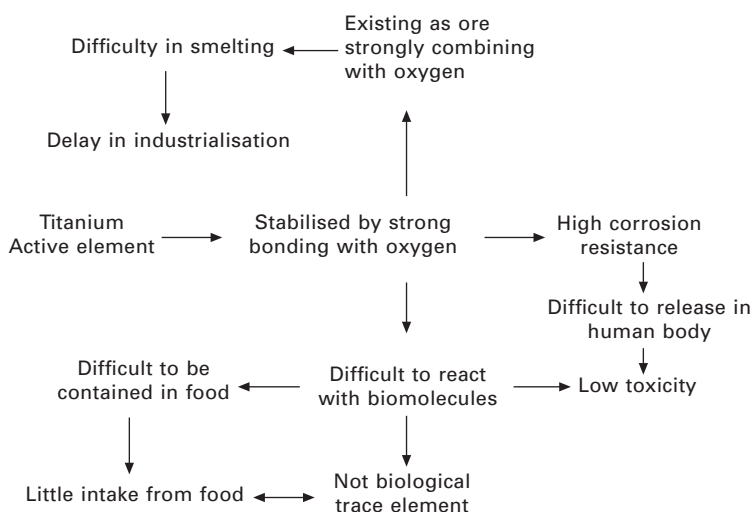 Existing as ore
strongly combining
with oxygen
Difficulty in smelting
Delay in industrialisation
Titanium
Active element
Stabilised by strong
bonding with oxygen
High corrosion
resistance
Difficult to release in
human body
Difficult to be
contained in food
Difficult to react
with biomolecules
Low toxicity
Little intake from food
Not biological
trace element